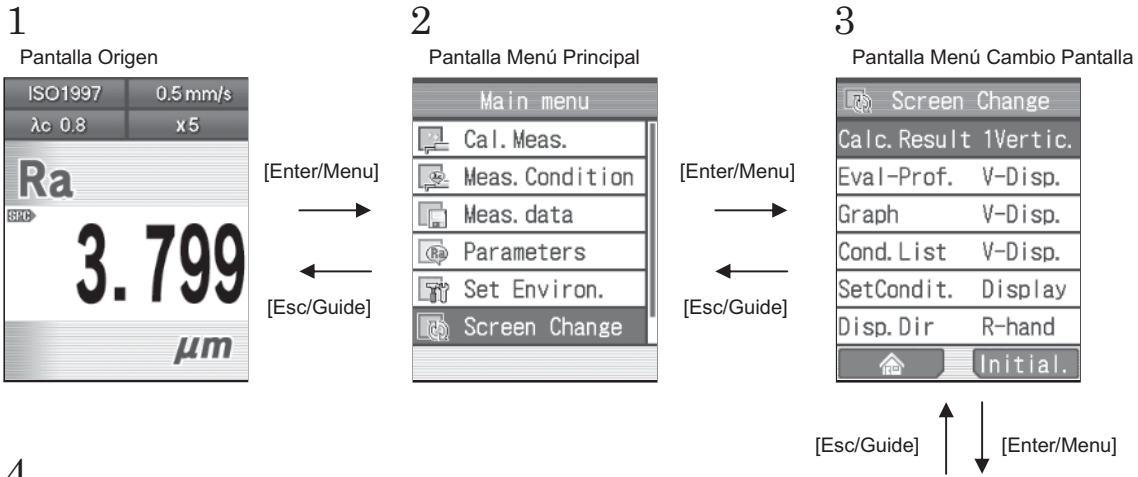 1
Pantalla Origen
ISO1997 0.5 mm/s
λc 0.8 x5
Ra
SPC
3.799
μm
[Enter/Menu]
[Esc/Guide]
2
Pantalla Menú Principal
Main menu
Cal. Meas.
Meas. Condition
Meas. data
Parameters
Set Environ.
Screen Change
[Enter/Menu]
[Esc/Guide]
3
Pantalla Menú Cambio Pantalla
Screen Change
Calc. Result 1Vertic.
Eval-Prof. V-Disp.
Graph V-Disp.
Cond. List V-Disp.
SetCondit. Display
Disp. Dir R-hand
Initial.
[Esc/Guide] [Enter/Menu]
4